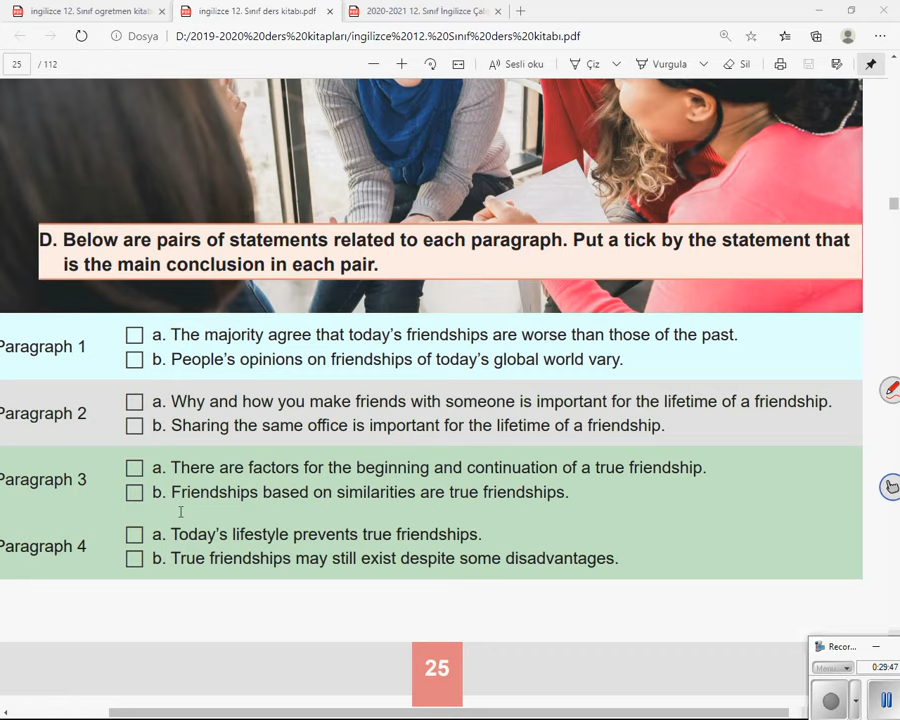 ingilizce 12. Sınıf ogretmen kitab
ingilizce 12. Sınıf ders kitabı.pdf
2020-2021 12. Sınıf İngilizce Çalı
Dosya
D:/2019-2020%20ders%20kitapları/ingilizce%2012.%20Sınıf%20ders%20kitabı.pdf
25 / 112
Sesli oku
Çiz
Vurgula
Sil
D. Below are pairs of statements related to each paragraph. Put a tick by the statement that
is the main conclusion in each pair.
Paragraph 1
a. The majority agree that today's friendships are worse than those of the past.
b. People's opinions on friendships of today's global world vary.
Paragraph 2
a. Why and how you make friends with someone is important for the lifetime of a friendship.
b. Sharing the same office is important for the lifetime of a friendship.
Paragraph 3
a. There are factors for the beginning and continuation of a true friendship.
b. Friendships based on similarities are true friendships.
Paragraph 4
a. Today's lifestyle prevents true friendships.
b. True friendships may still exist despite some disadvantages.
25
Recor...
Menu
0:29:47